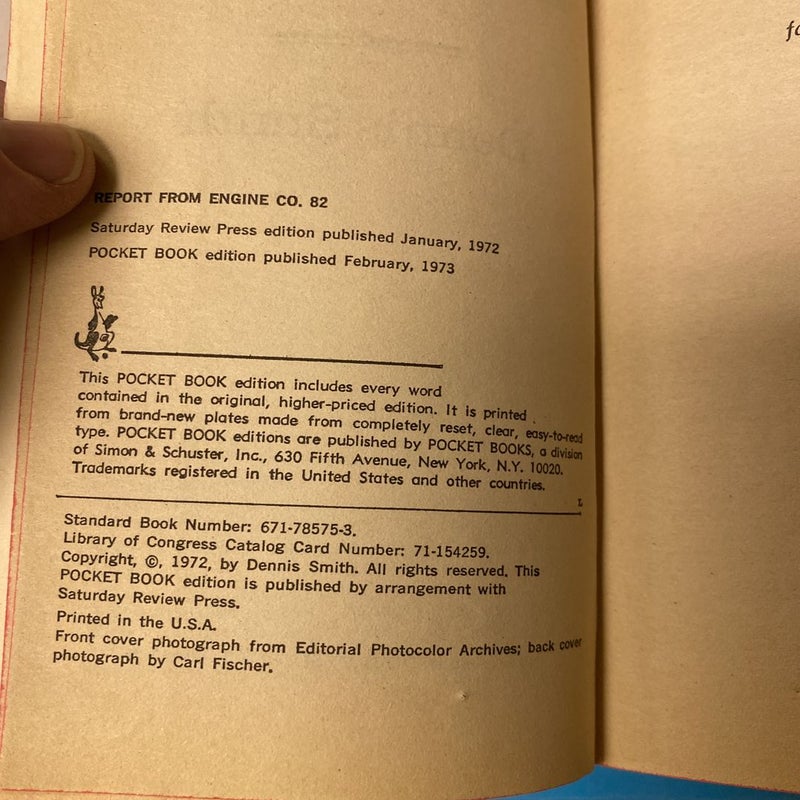 REPORT FROM ENGINE CO. 82
Saturday Review Press edition published January, 1972
POCKET BOOK edition published February, 1973
This POCKET BOOK edition includes every word
contained in the original, higher-priced edition. It is printed
from brand-new plates made from completely reset, clear, easy-to-read
type. POCKET BOOK editions are published by POCKET BOOKS, a division
of Simon & Schuster, Inc., 630 Fifth Avenue, New York, N.Y. 10020.
Trademarks registered in the United States and other countries.
L
Standard Book Number: 671-78575-3.
Library of Congress Catalog Card Number: 71-154259.
Copyright, ©, 1972, by Dennis Smith. All rights reserved. This
POCKET BOOK edition is published by arrangement with
Saturday Review Press.
Printed in the U.S.A.
Front cover photograph from Editorial Photocolor Archives; back cover
photograph by Carl Fischer.